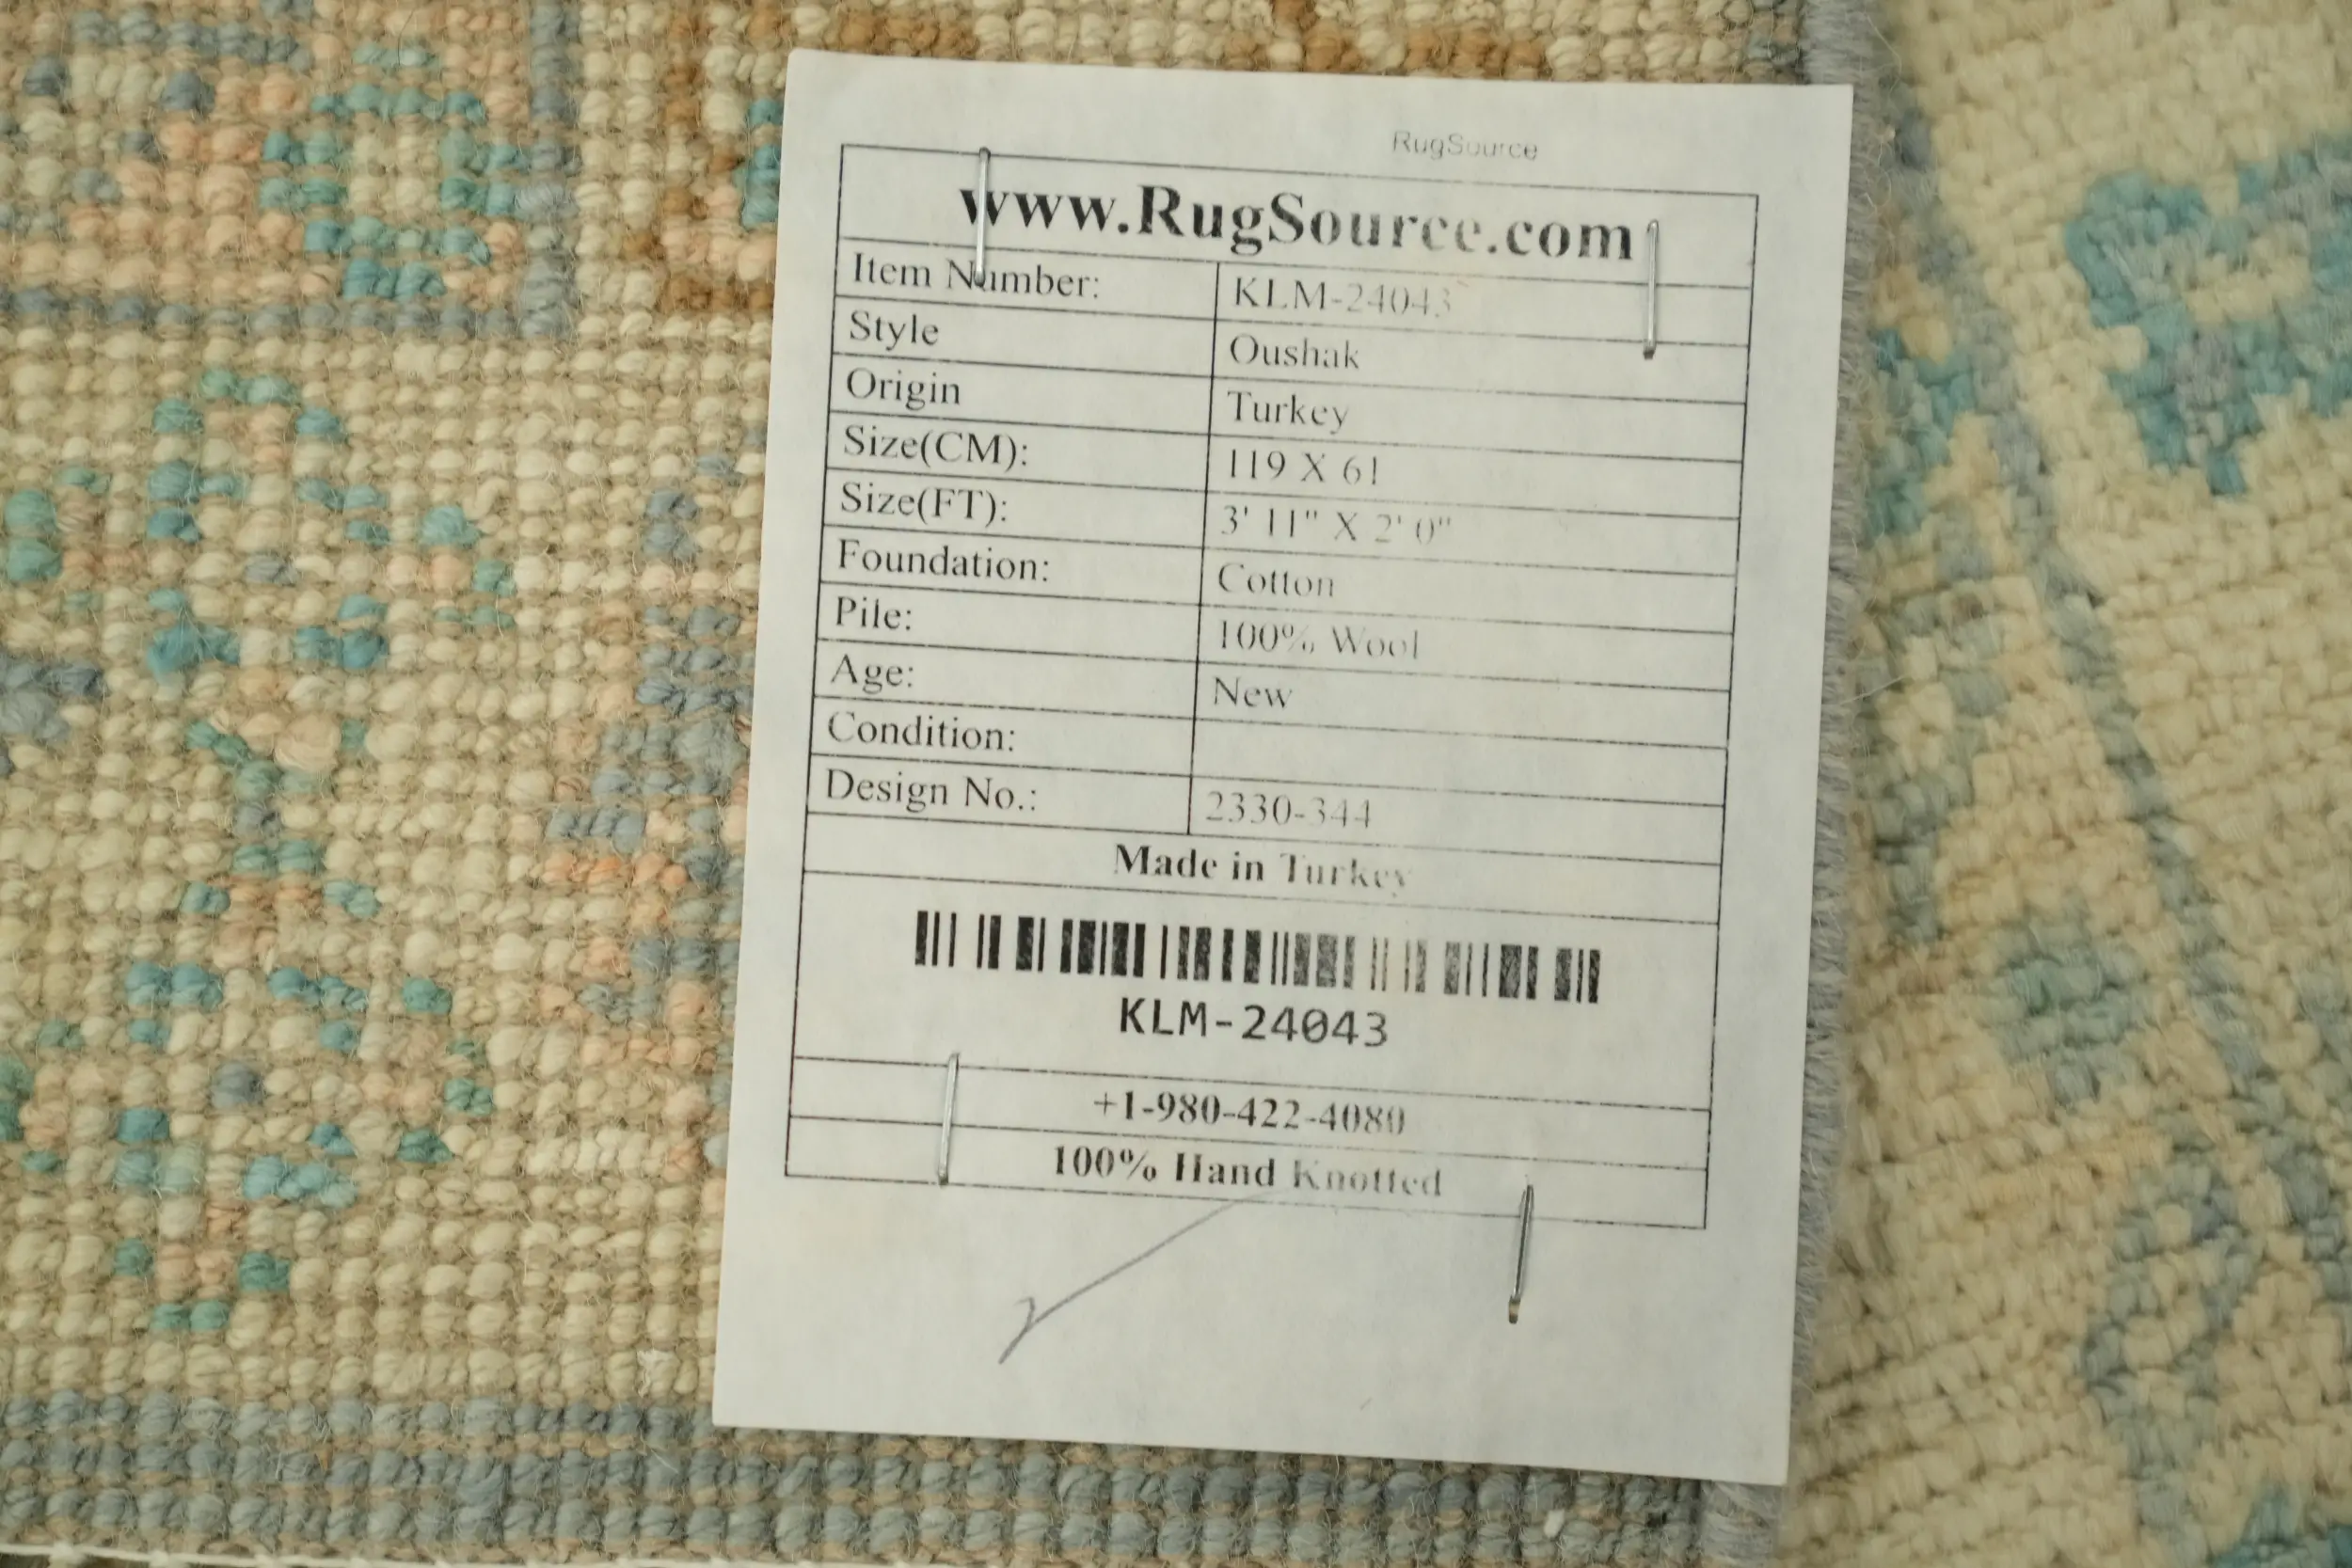 RugSource
www.RugSource.com
Item Number: KLM-24043
Style Oushak
Origin Turkey
Size(CM): 119 X 61
Size(FT): 3' 11" X 2' 0"
Foundation: Cotton
Pile: 100% Wool
Age: New
Condition:
Design No.: 2330-344
Made in Turkey
KLM-24043
+1-980-422-4080
100% Hand Knotted